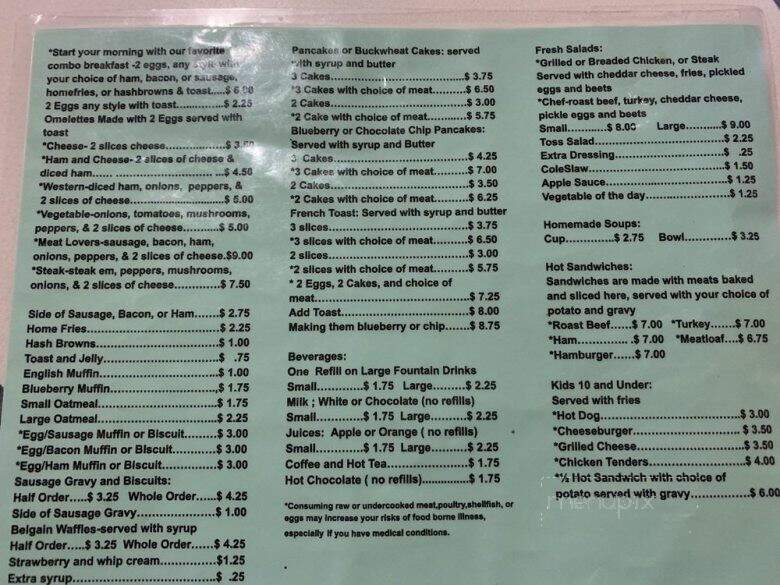 *Start your morning with our favorite
combo breakfast -2 eggs, any style with
your choice of ham, bacon, or sausage,
homefries, or hashbrowns & toast.....$
2 Eggs any style with toast..............$ 2.25
Omelettes Made with 2 Eggs served with
toast
*Cheese- 2 slices cheese.................$
*Ham and Cheese- 2 slices of cheese &
diced ham...... ..........................$ 4.50
*Western-diced ham, onions, peppers, &
2 slices of cheese.........................$ 5.00
*Vegetable-onions, tomatoes, mushrooms,
peppers, & 2 slices of cheese.........$ 5.00
*Meat Lovers-sausage, bacon, ham,
onions, peppers, & 2 slices of cheese.$9.00
*Steak-steak em, peppers, mushrooms,
onions, & 2 slices of cheese............$ 7.50
Side of Sausage, Bacon, or Ham......$ 2.75
Home Fries.................................$ 2.25
Hash Browns...............................$ 1.00
Toast and Jelly............................$ .75
English Muffin.............................$ 1.00
Blueberry Muffin..........................$ 1.75
Small Oatmeal.............................$ 1.75
Large Oatmeal.............................$ 2.25
*Egg/Sausage Muffin or Biscuit........$ 3.00
*Egg/Bacon Muffin or Biscuit...........$ 3.00
*Egg/Ham Muffin or Biscuit.............$ 3.00
Sausage Gravy and Biscuits:
Half Order.....$ 3.25 Whole Order.....$ 4.25
Side of Sausage Gravy...................$ 1.00
Belgain Waffles-served with syrup
Half Order.....$ 3.25 Whole Order......$ 4.25
Strawberry and whip cream..............$1.25
Extra syrup..................................$ .25
Pancakes or Buckwheat Cakes: served
with syrup and butter
3 Cakes.................................$ 3.75
*3 Cakes with choice of meat........$ 6.50
2 Cakes.................................$ 3.00
*2 Cake with choice of meat.........$ 5.75
Blueberry or Chocolate Chip Pancakes:
Served with syrup and Butter
3 Cakes.................................$ 4.25
*3 Cakes with choice of meat........$ 7.00
2 Cakes.................................$ 3.50
*2 Cakes with choice of meat........$ 6.25
French Toast: Served with syrup and butter
3 slices..................................$ 3.75
*3 slices with choice of meat........$ 6.50
2 slices..................................$ 3.00
*2 slices with choice of meat........$ 5.75
* 2 Eggs, 2 Cakes, and choice of
meat.....................................$ 7.25
Add Toast...............................$ 8.00
Making them blueberry or chip......$ 8.75
Beverages:
One Refill on Large Fountain Drinks
Small............$ 1.75 Large.........$ 2.25
Milk ; White or Chocolate (no refills)
Small............$ 1.75 Large..........$ 2.25
Juices: Apple or Orange ( no refills)
Small............$ 1.75 Large..........$ 2.25
Coffee and Hot Tea.....................$ 1.75
Hot Chocolate ( no refills)............$ 1.75
*Consuming raw or undercooked meat,poultry,shellfish, or
eggs may increase your risks of food borne illness,
especially if you have medical conditions.
Fresh Salads:
*Grilled or Breaded Chicken, or Steak
Served with cheddar cheese, fries, pickled
eggs and beets
*Chef-roast beef, turkey, cheddar cheese,
pickle eggs and beets
Small............$ 8.00 Large..........$ 9.00
Toss Salad...............................$ 2.25
Extra Dressing..........................$ .25
ColeSlaw.................................$ 1.50
Apple Sauce.............................$ 1.25
Vegetable of the day...................$ 1.25
Homemade Soups:
Cup............$ 2.75 Bowl............$ 3.25
Hot Sandwiches:
Sandwiches are made with meats baked
and sliced here, served with your choice of
potato and gravy
*Roast Beef......$ 7.00 *Turkey......$ 7.00
*Ham.............. .$ 7.00 *Meatloaf....$ 6.75
*Hamburger......$ 7.00
Kids 10 and Under:
Served with fries
*Hot Dog.................................$ 3.00
*Cheeseburger..........................$ 3.50
*Grilled Cheese.........................$ 3.50
*Chicken Tenders.......................$ 4.00
*½ Hot Sandwich with choice of
potato served with gravy..............$ 6.00
menupix